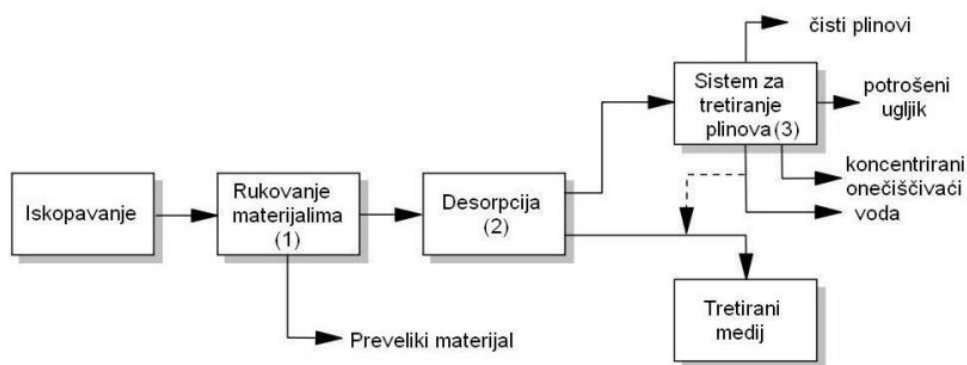 čisti plinovi
Sistem za
tretiranje
plinova (3)
potrošeni
ugljik
koncentrirani
onečiščivaći
voda
Iskopavanje
Rukovanje
materijalima
(1)
Desorpcija
(2)
Tretirani
medij
Preveliki materijal